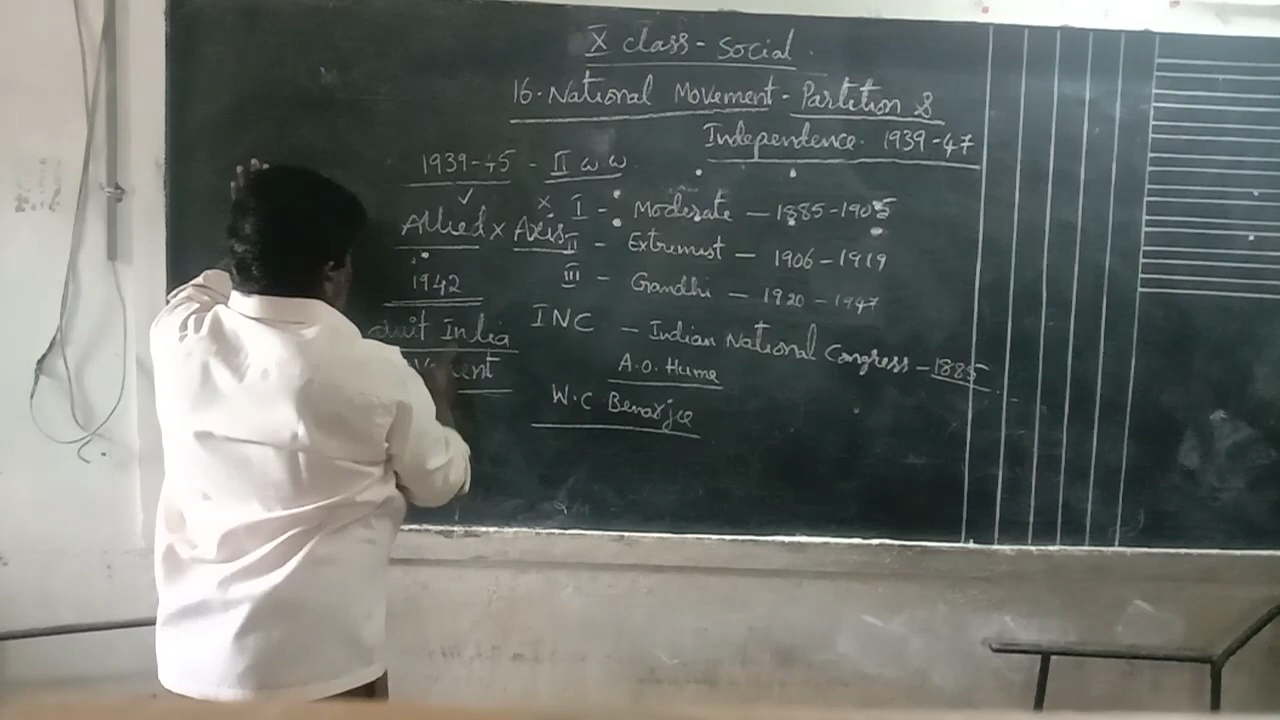 X class - Social.
16. National Movement - Partition &
Independence. 1939-47
1939-45 - II w w
Allied x Axis
1942
Quit India
x I - Moderate - 1885-1905
II - Extremist - 1906-1919
III - Gandhi - 1920-1947
INC - Indian National Congress - 1885
A.O. Hume
W.C Benarjee